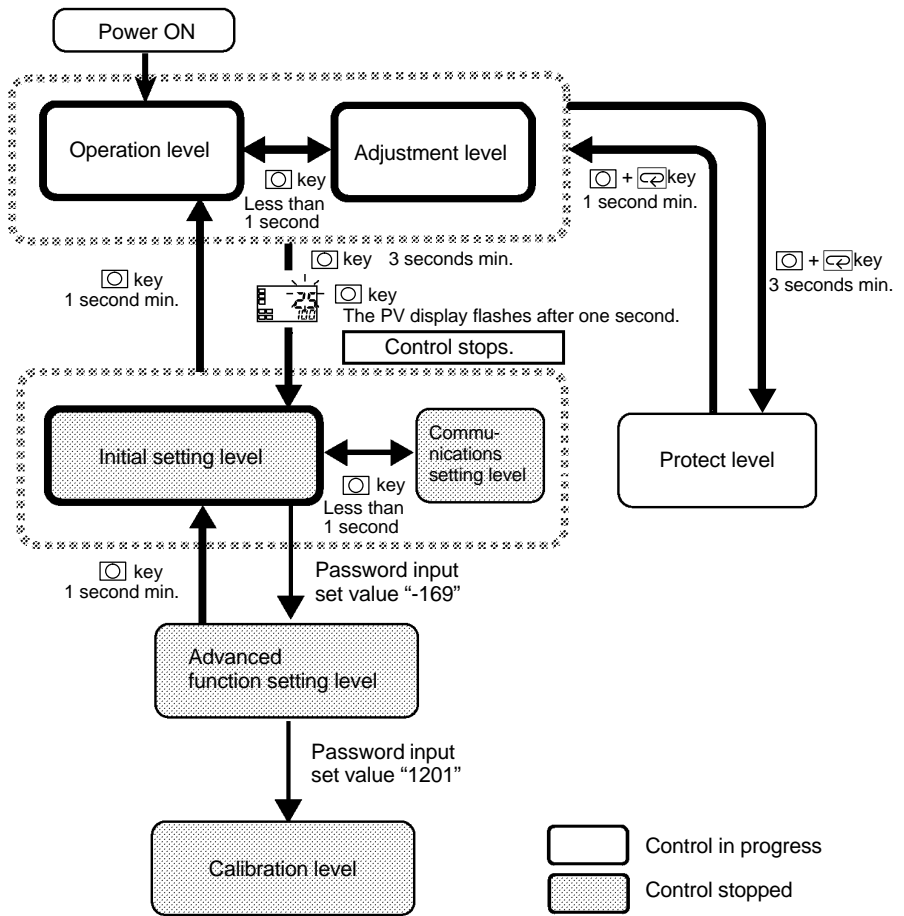 Power ON
Operation level
Adjustment level
key
Less than
1 second
+ key
1 second min.
+ key
3 seconds min.
key
1 second min.
key 3 seconds min.
25
100
key
The PV display flashes after one second.
Control stops.
Initial setting level
Commu-
nications
setting level
key
Less than
1 second
Protect level
key
1 second min.
Password input
set value “-169”
Advanced
function setting level
Password input
set value “1201”
Calibration level
Control in progress
Control stopped